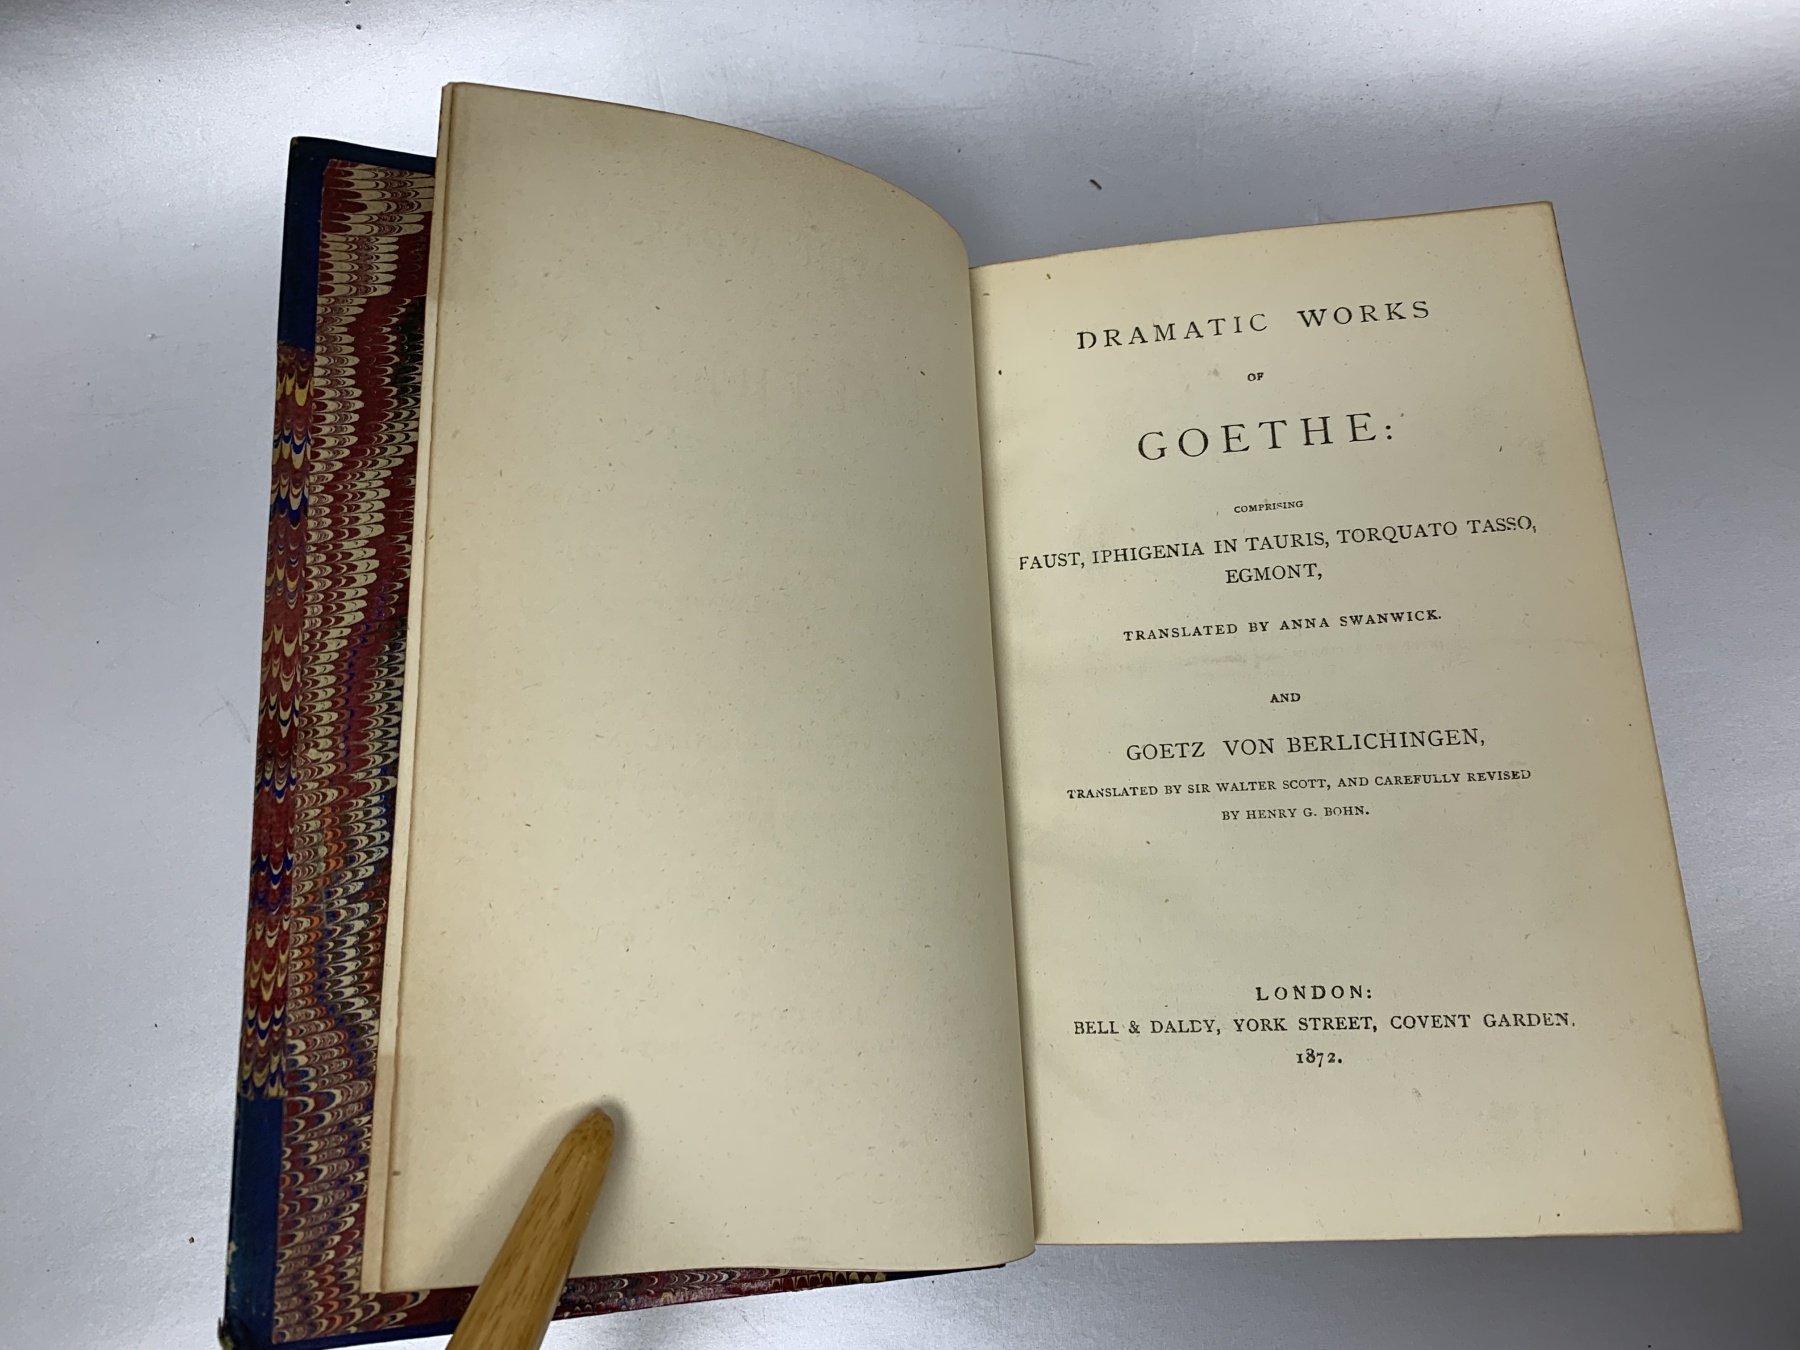 DRAMATIC WORKS
OF
GOETHE:
COMPRISING
FAUST, IPHIGENIA IN TAURIS, TORQUATO TASSO,
EGMONT,
TRANSLATED BY ANNA SWANWICK.
AND
GOETZ VON BERLICHINGEN,
TRANSLATED BY SIR WALTER SCOTT, AND CAREFULLY REVISED
BY HENRY G. BOHN.
LONDON:
BELL & DALDY, YORK STREET, COVENT GARDEN.
1872.